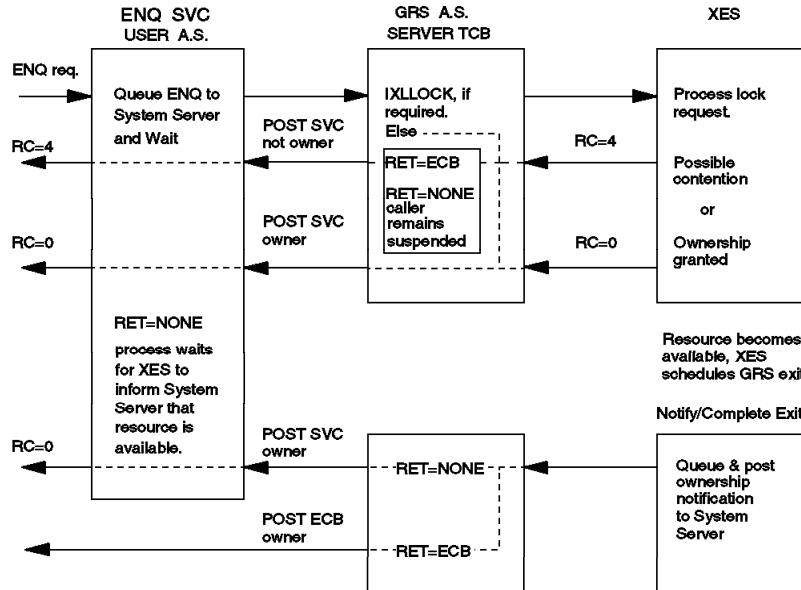 ENQ SVC
USER A.S.
GRS A.S.
SERVER TCB
XES
ENQ req.
Queue ENQ to
System Server
and Wait
IXLLOCK, if
required.
Else
Process lock
request.
RC=4
POST SVC
not owner
RET=ECB
RC=4
Possible
contention
RET=NONE
caller
remains
suspended
or
RC=0
POST SVC
owner
RC=0
Ownership
granted
RET=NONE
process waits
for XES to
inform System
Server that
resource is
available.
Resource becomes
available, XES
schedules GRS exit
Notify/Complete Exit
RC=0
POST SVC
owner
RET=NONE
Queue & post
ownership
notification
to System
Server
POST ECB
owner
RET=ECB